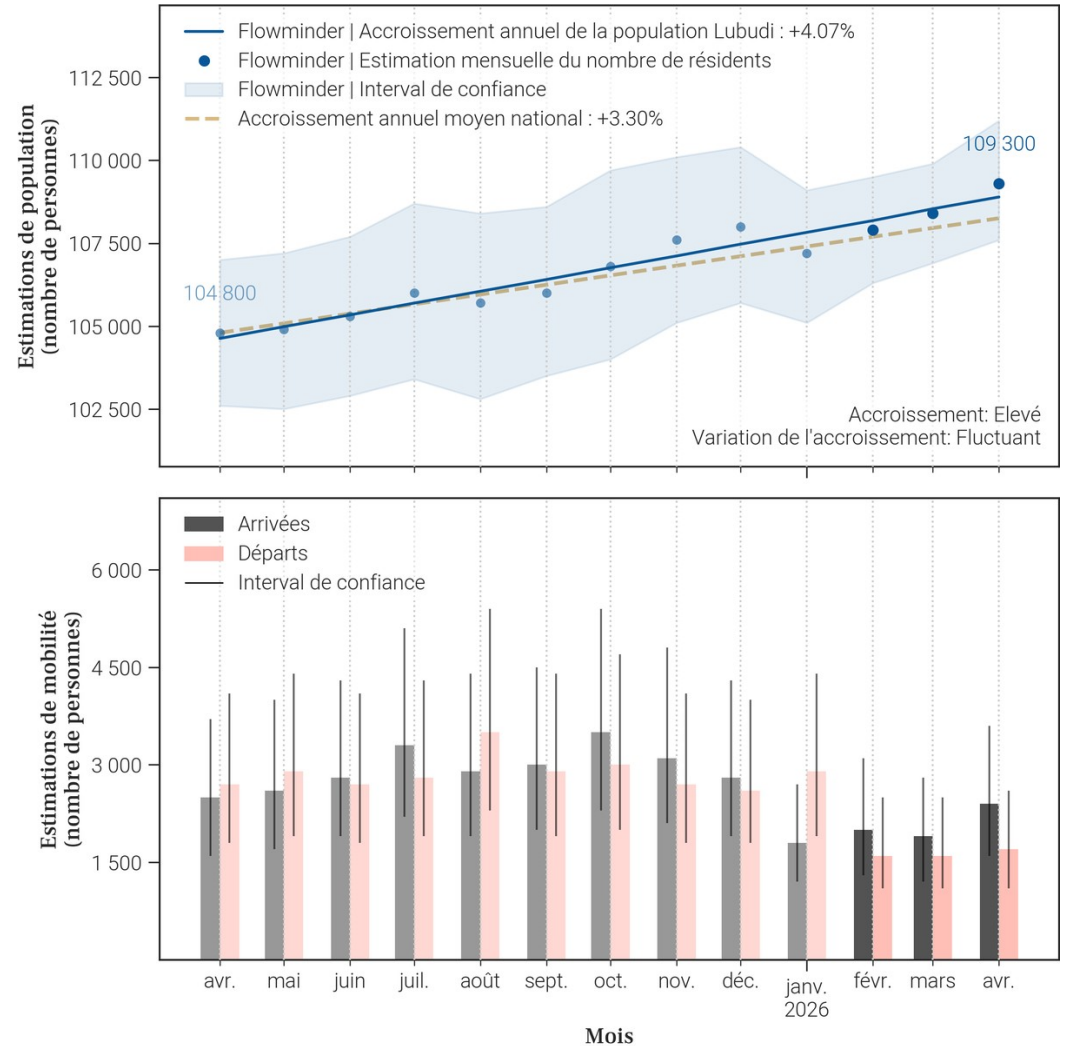 Flowminder | Accroissement annuel de la population Lubudi : +4.07%
Flowminder | Estimation mensuelle du nombre de résidents
Flowminder | Interval de confiance
Accroissement annuel moyen national : +3.30%
Estimations de population
(nombre de personnes)
112 500
110 000
107 500
105 000
102 500
104 800
109 300
Accroissement: Elevé
Variation de l'accroissement: Fluctuant
Arrivées
Départs
Interval de confiance
Estimations de mobilité
(nombre de personnes)
6 000
4 500
3 000
1 500
avr. mai juin juil. août sept. oct. nov. déc. janv. févr. mars avr.
2026
Mois